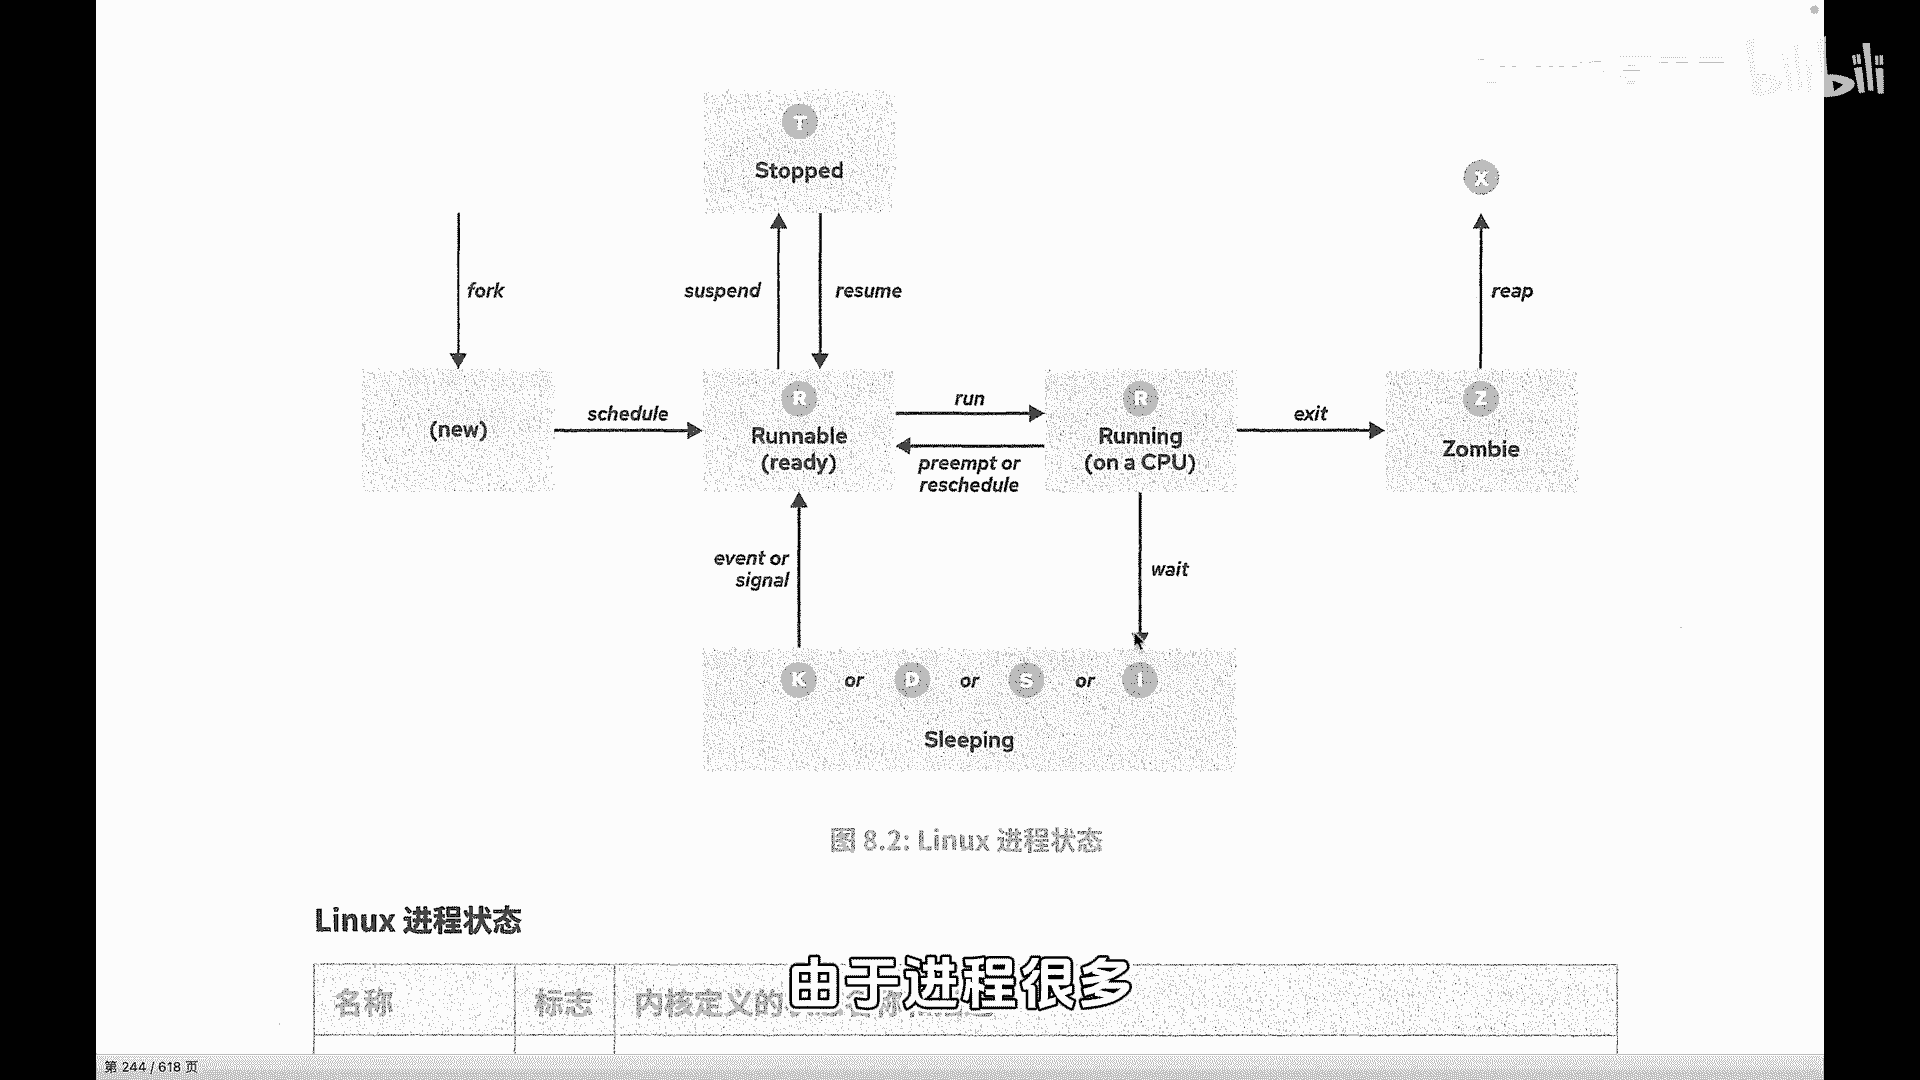 bilibili
T
Stopped
X
fork
suspend
resume
reap
(new)
schedule
R
Runnable
(ready)
run
preempt or
reschedule
R
Running
(on a CPU)
exit
Z
Zombie
event or
signal
wait
K or D or S or I
Sleeping
图 8.2: Linux 进程状态
Linux 进程状态
名称
标志
内核定义的
由于进程很多
第 244 / 618 页